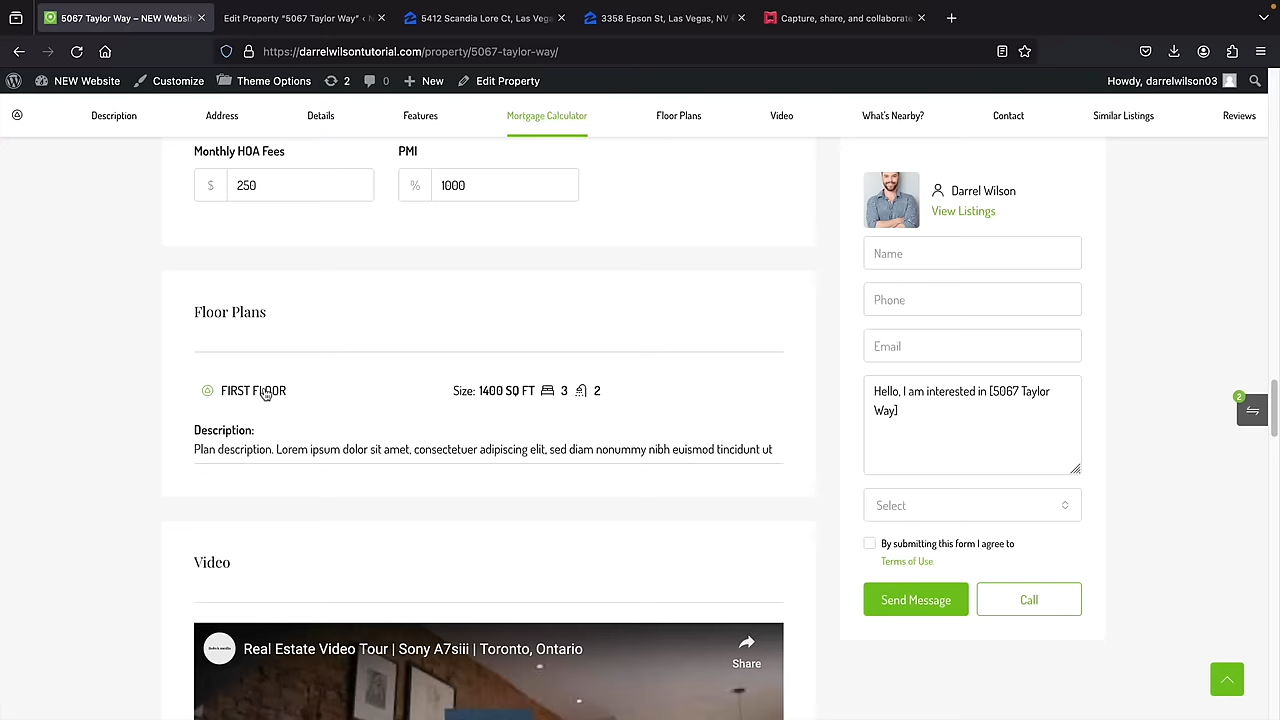 5067 Taylor Way – NEW Websit
Edit Property "5067 Taylor Way" ‹ N
5412 Scandia Lore Ct, Las Vega
3358 Epson St, Las Vegas, NV
Capture, share, and collaborate
https://darrelwilsontutorial.com/property/5067-taylor-way/
NEW Website
Customize
Theme Options
2
0
New
Edit Property
Howdy, darrelwilson03
Description
Address
Details
Features
Mortgage Calculator
Floor Plans
Video
What's Nearby?
Contact
Similar Listings
Reviews
Monthly HOA Fees
PMI
$ 250
% 1000
Floor Plans
FIRST FLOOR
Size: 1400 SQ FT 3 2
Description:
Plan description. Lorem ipsum dolor sit amet, consectetuer adipiscing elit, sed diam nonummy nibh euismod tincidunt ut
Video
Real Estate Video Tour | Sony A7siii | Toronto, Ontario
Share
Darrel Wilson
View Listings
Name
Phone
Email
Hello, I am interested in [5067 Taylor
Way]
Select
By submitting this form I agree to
Terms of Use
Send Message
Call
2